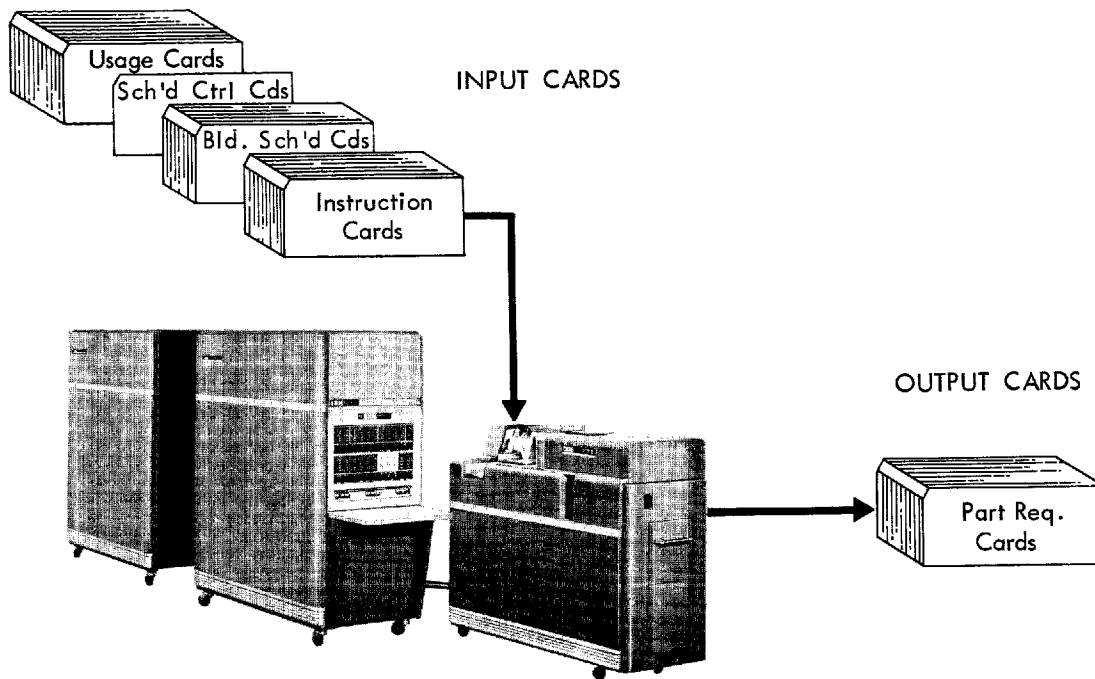 Usage Cards
Sch'd Ctrl Cds
Bld. Sch'd Cds
Instruction
Cards
INPUT CARDS
OUTPUT CARDS
Part Req.
Cards